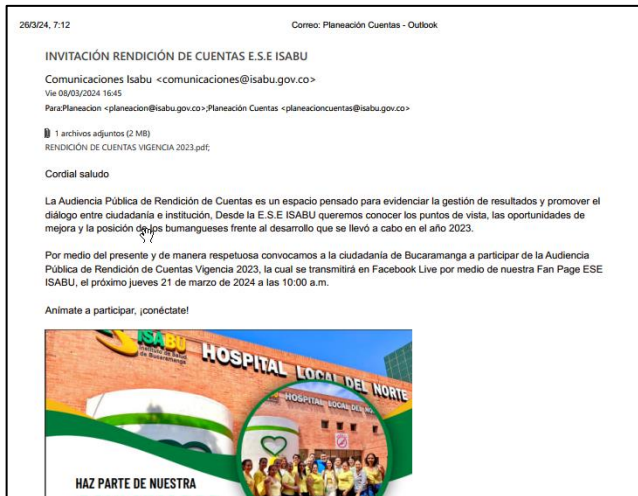 26/3/24, 7:12 Correo: Planeación Cuentas - Outlook
INVITACIÓN RENDICIÓN DE CUENTAS E.S.E ISABU
Comunicaciones Isabu <comunicaciones@isabu.gov.co>
Vie 08/03/2024 16:45
Para:Planeacion <planeacion@isabu.gov.co>;Planeación Cuentas <planeacioncuentas@isabu.gov.co>
1 archivos adjuntos (2 MB)
RENDICIÓN DE CUENTAS VIGENCIA 2023.pdf;
Cordial saludo
La Audiencia Pública de Rendición de Cuentas es un espacio pensado para evidenciar la gestión de resultados y promover el
diálogo entre ciudadanía e institución, Desde la E.S.E ISABU queremos conocer los puntos de vista, las oportunidades de
mejora y la posición de los bumangueses frente al desarrollo que se llevó a cabo en el año 2023.
Por medio del presente y de manera respetuosa convocamos a la ciudadanía de Bucaramanga a participar de la Audiencia
Pública de Rendición de Cuentas Vigencia 2023, la cual se transmitirá en Facebook Live por medio de nuestra Fan Page ESE
ISABU, el próximo jueves 21 de marzo de 2024 a las 10:00 a.m.
Anímate a participar, ¡conéctate!
ISABU
Instituto de Salud
de Bucaramanga
HOSPITAL LOCAL DEL NORTE
HOSPITAL LOCAL DEL NO
HAZ PARTE DE NUESTRA